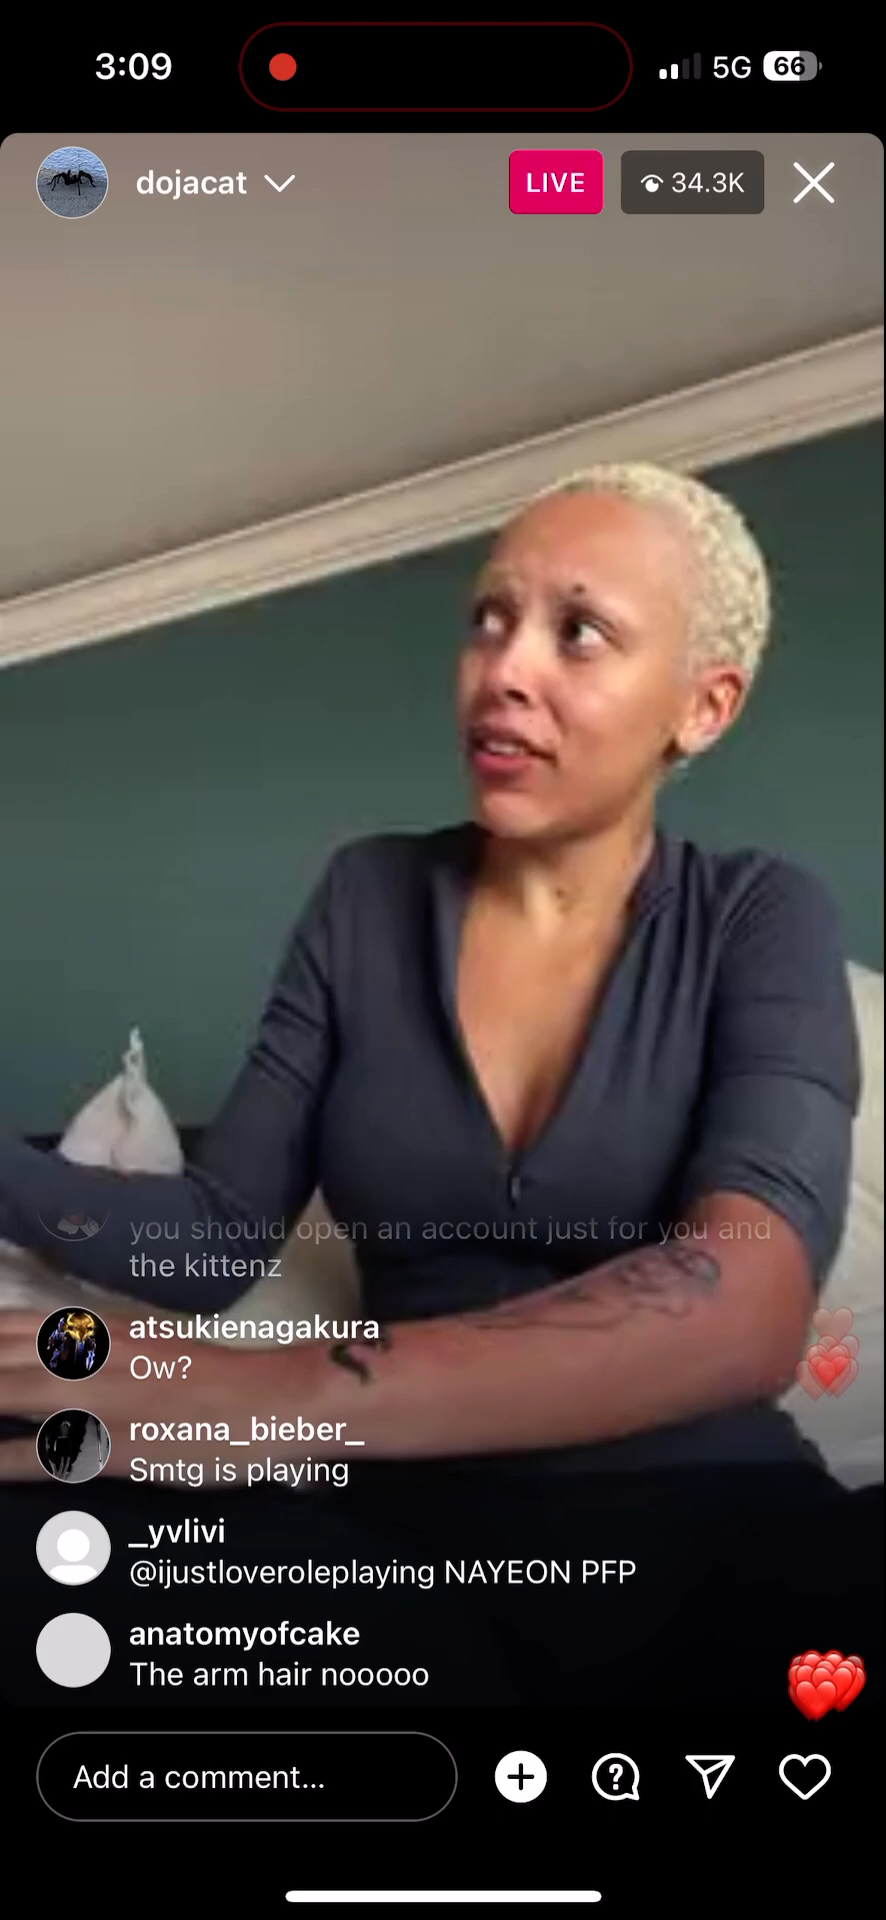 3:09
5G
66
dojacat
LIVE
34.3K
you should open an account just for you and
the kittenz
atsukienagakura
Ow?
roxana_bieber_
Smtg is playing
_yvlivi
@ijustloveroleplaying NAYEON PFP
anatomyofcake
The arm hair nooooo
Add a comment...